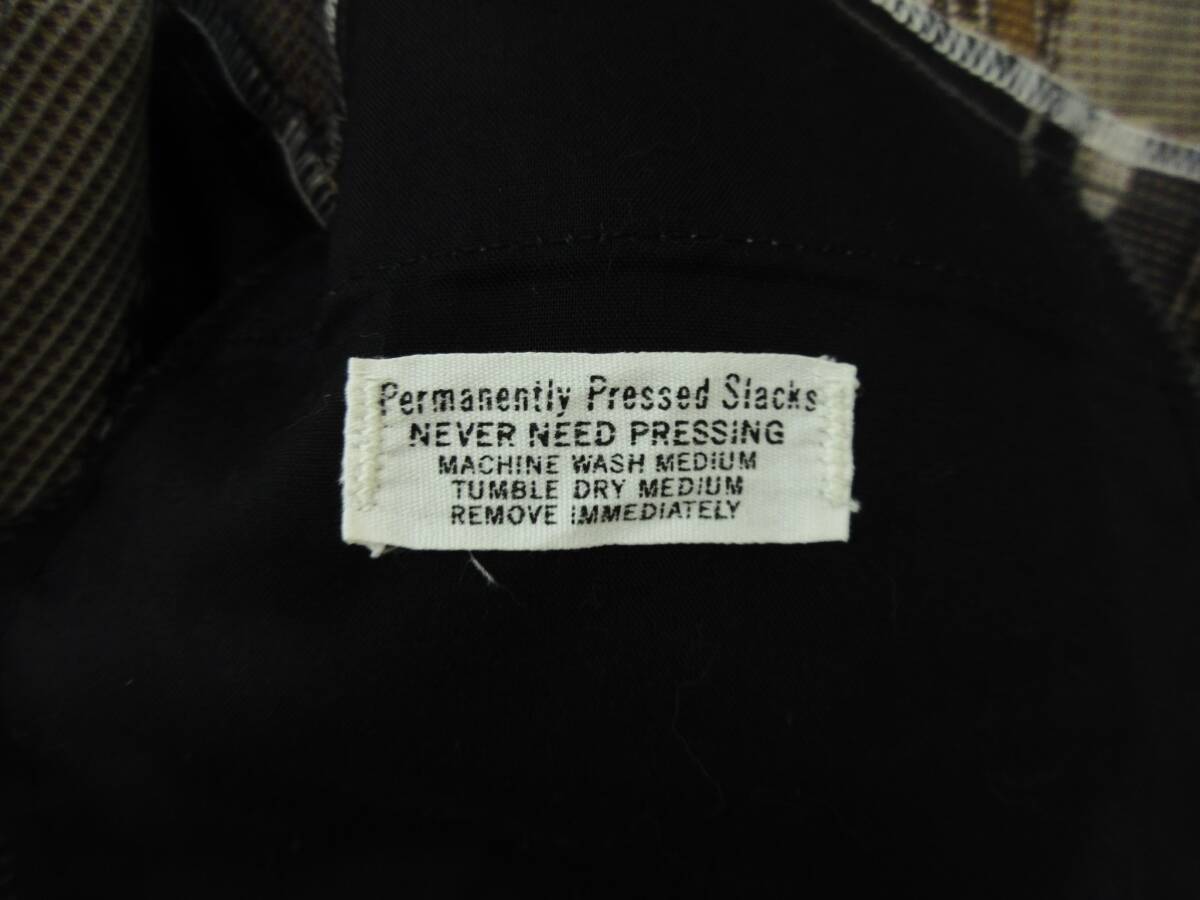 Permanently Pressed Slacks
NEVER NEED PRESSING
MACHINE WASH MEDIUM
TUMBLE DRY MEDIUM
REMOVE IMMEDIATELY